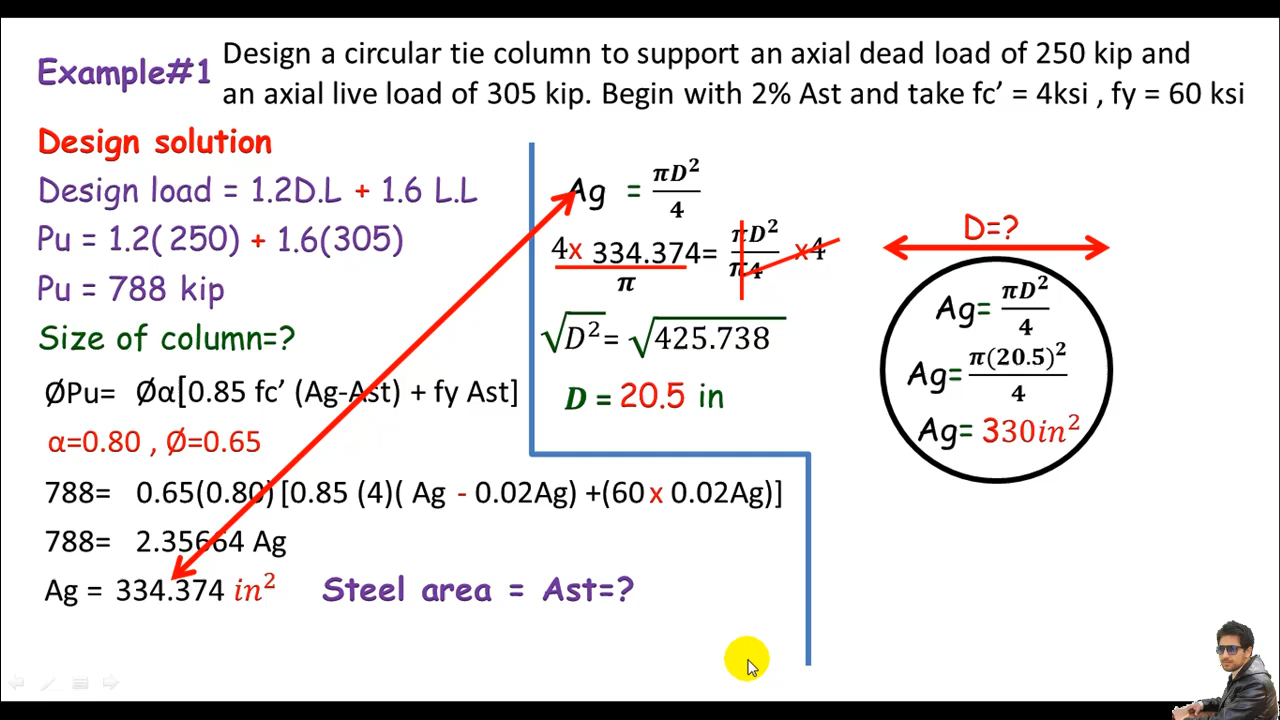 Example#1 Design a circular tie column to support an axial dead load of 250 kip and
an axial live load of 305 kip. Begin with 2% Ast and take fc’ = 4ksi , fy = 60 ksi
Design solution
Design load = 1.2D.L + 1.6 L.L
Pu = 1.2( 250) + 1.6(305)
Pu = 788 kip
Size of column=?
ØPu= Øα[0.85 fc’ (Ag-Ast) + fy Ast]
α=0.80 , Ø=0.65
788= 0.65(0.80) [0.85 (4)( Ag - 0.02Ag) +(60 x 0.02Ag)]
788= 2.35664 Ag
Ag = 334.374 in²
Steel area = Ast=?
Ag = πD²/4
4x 334.374/π = πD²/π4 x4
√D² = √425.738
D = 20.5 in
D=?
Ag= πD²/4
Ag= π(20.5)²/4
Ag= 330in²